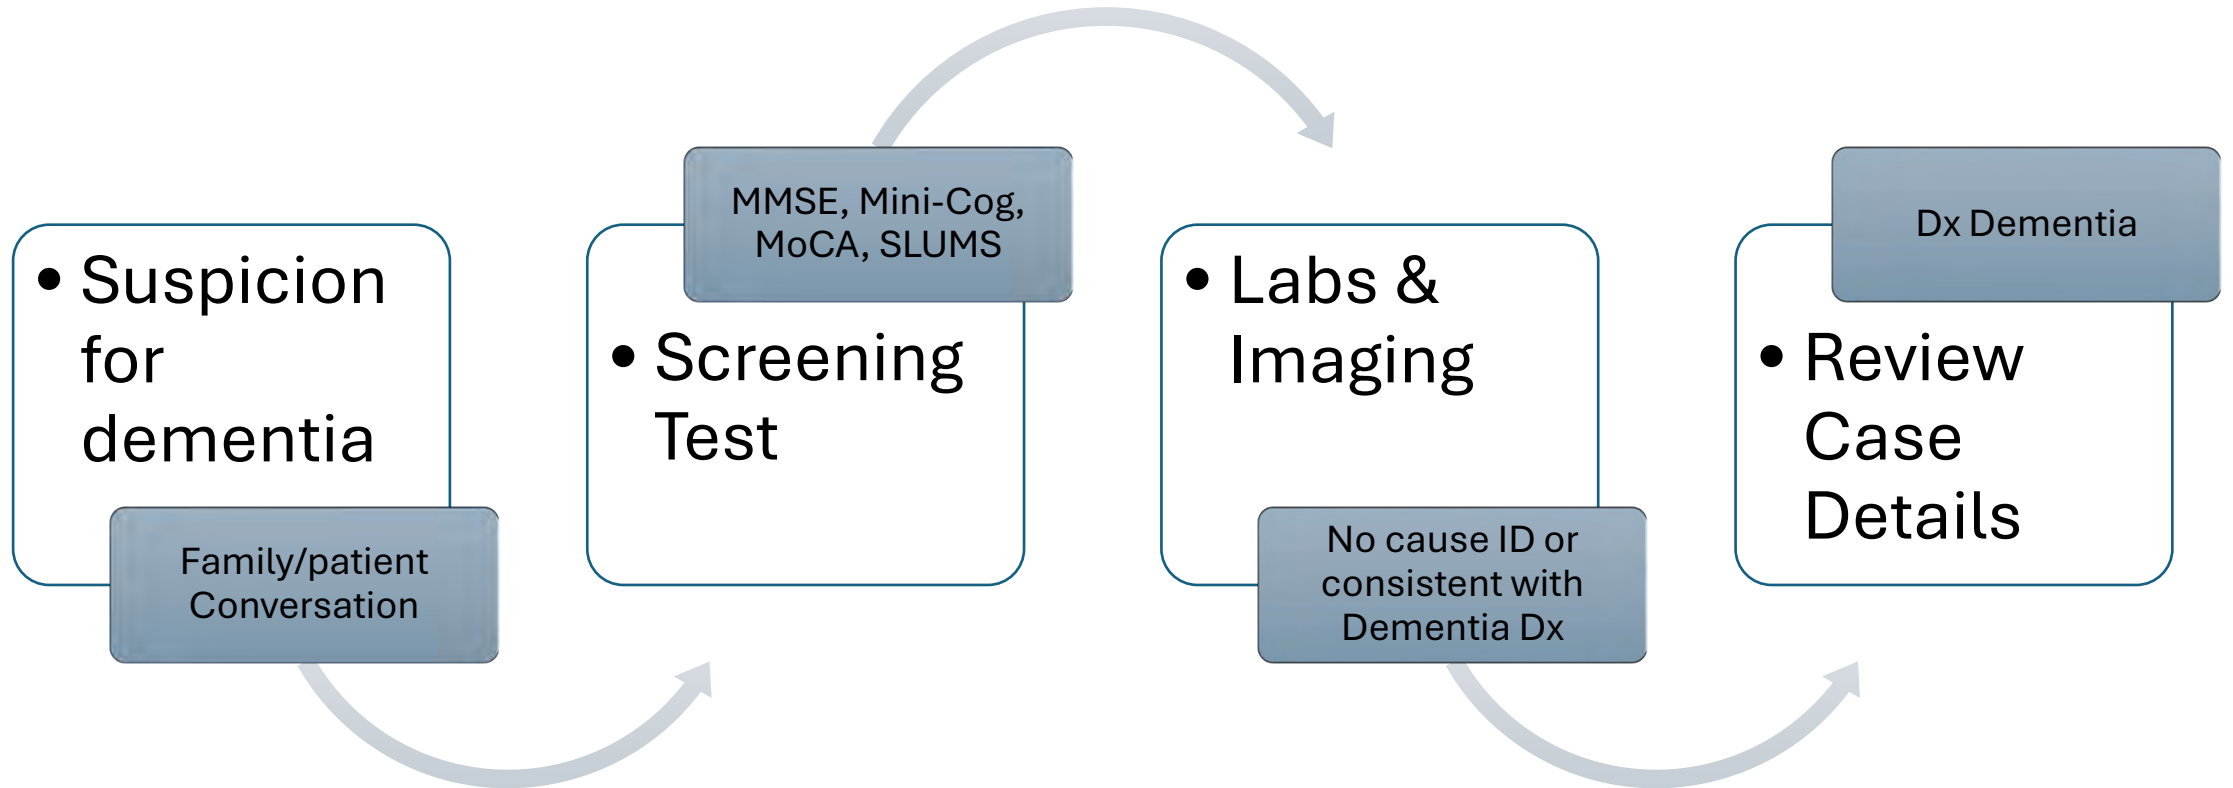 • Suspicion
for
dementia
Family/patient
Conversation
MMSE, Mini-Cog,
MoCA, SLUMS
• Screening
Test
• Labs &
Imaging
No cause ID or
consistent with
Dementia Dx
Dx Dementia
• Review
Case
Details